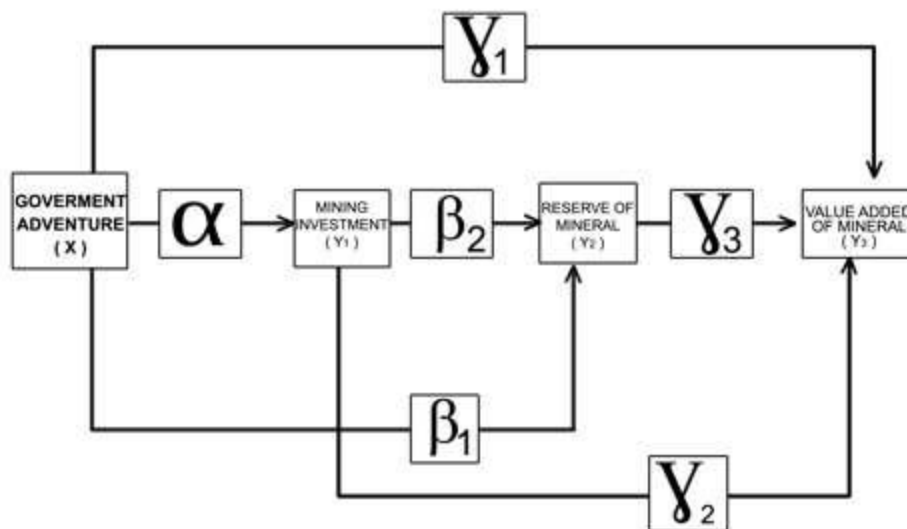 γ1
GOVERMENT
ADVENTURE
( X )
α
MINING
INVESTMENT
( Y1 )
β2
RESERVE OF
MINERAL
( Y2 )
γ3
VALUE ADDED
OF MINERAL
( Y3 )
β1
γ2